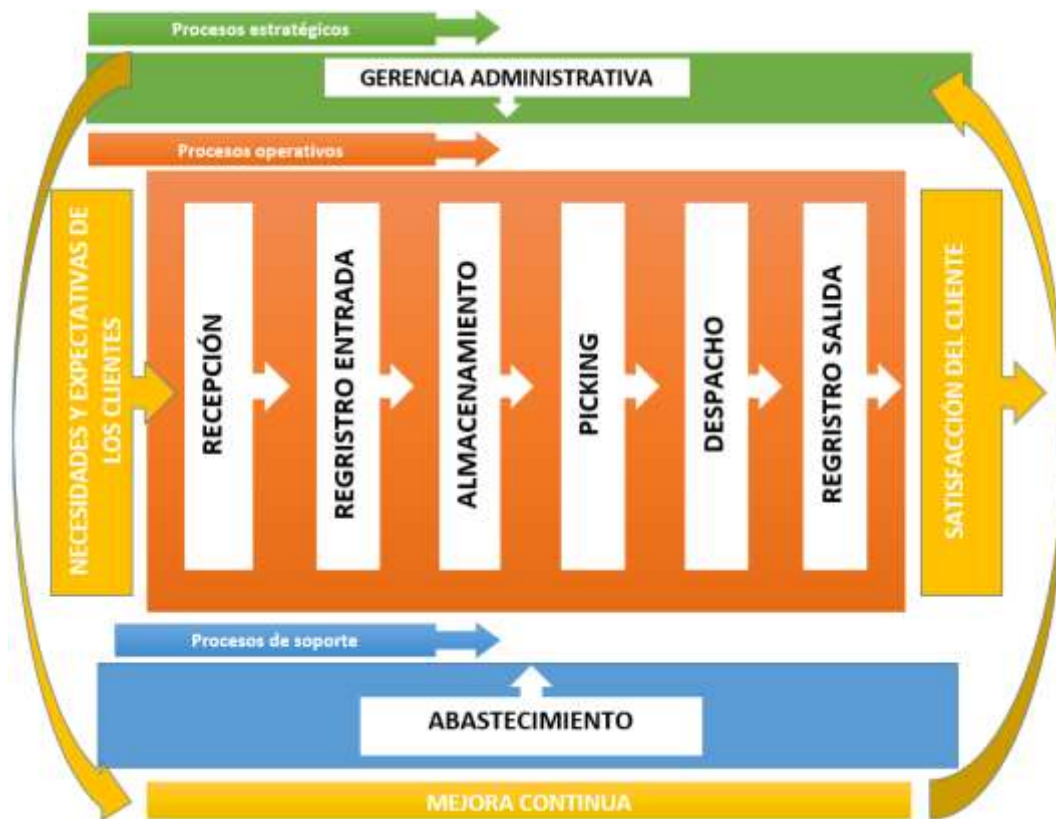 Procesos estratégicos
GERENCIA ADMINISTRATIVA
Procesos operativos
NECESIDADES Y EXPECTATIVAS DE
LOS CLIENTES
RECEPCIÓN
REGRISTRO ENTRADA
ALMACENAMIENTO
PICKING
DESPACHO
REGRISTRO SALIDA
SATISFACCIÓN DEL CLIENTE
Procesos de soporte
ABASTECIMIENTO
MEJORA CONTINUA